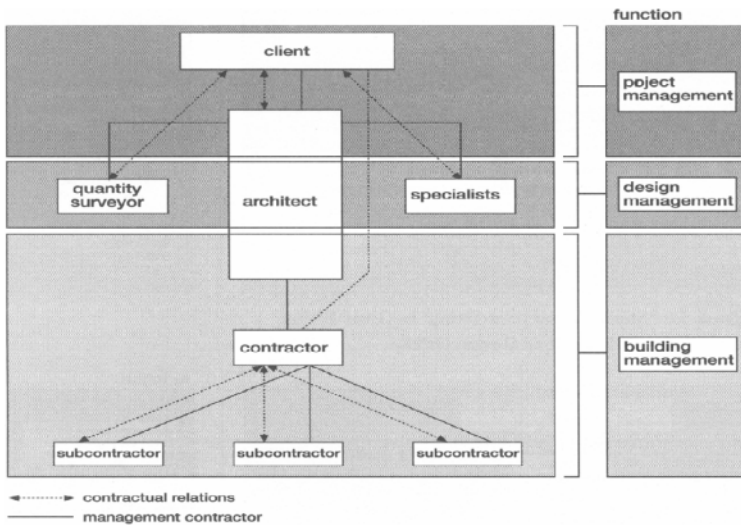 function
client
poject
management
quantity
surveyor
architect
specialists
design
management
contractor
building
management
subcontractor
subcontractor
subcontractor
contractual relations
management contractor